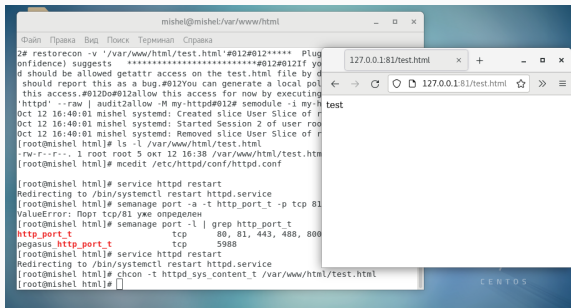 mishel@mishel:/var/www/html
Файл Правка Вид Поиск Терминал Справка
2# restorecon -v '/var/www/html/test.html'#012#012***** Plug
onfidence) suggests **************************#012#012If yo
d should be allowed getattr access on the test.html file by d
 should report this as a bug.#012You can generate a local pol
 this access.#012Do#012allow this access for now by executing
'httpd' --raw | audit2allow -M my-httpd#012# semodule -i my-h
Oct 12 16:40:01 mishel systemd: Created slice User Slice of r
Oct 12 16:40:01 mishel systemd: Started Session 2 of user roo
Oct 12 16:40:01 mishel systemd: Removed slice User Slice of r
[root@mishel html]# ls -l /var/www/html/test.html
-rw-r--r--. 1 root root 5 окт 12 16:38 /var/www/html/test.htm
[root@mishel html]# mcedit /etc/httpd/conf/httpd.conf
[root@mishel html]# service httpd restart
Redirecting to /bin/systemctl restart httpd.service
[root@mishel html]# semanage port -a -t http_port_t -p tcp 81
ValueError: Порт tcp/81 уже определен
[root@mishel html]# semanage port -l | grep http_port_t
http_port_t tcp 80, 81, 443, 488, 800
pegasus_http_port_t tcp 5988
[root@mishel html]# service httpd restart
Redirecting to /bin/systemctl restart httpd.service
[root@mishel html]# chcon -t httpd_sys_content_t /var/www/html/test.html
[root@mishel html]#
127.0.0.1:81/test.html
127.0.0.1:81/test.html
test
CENTOS